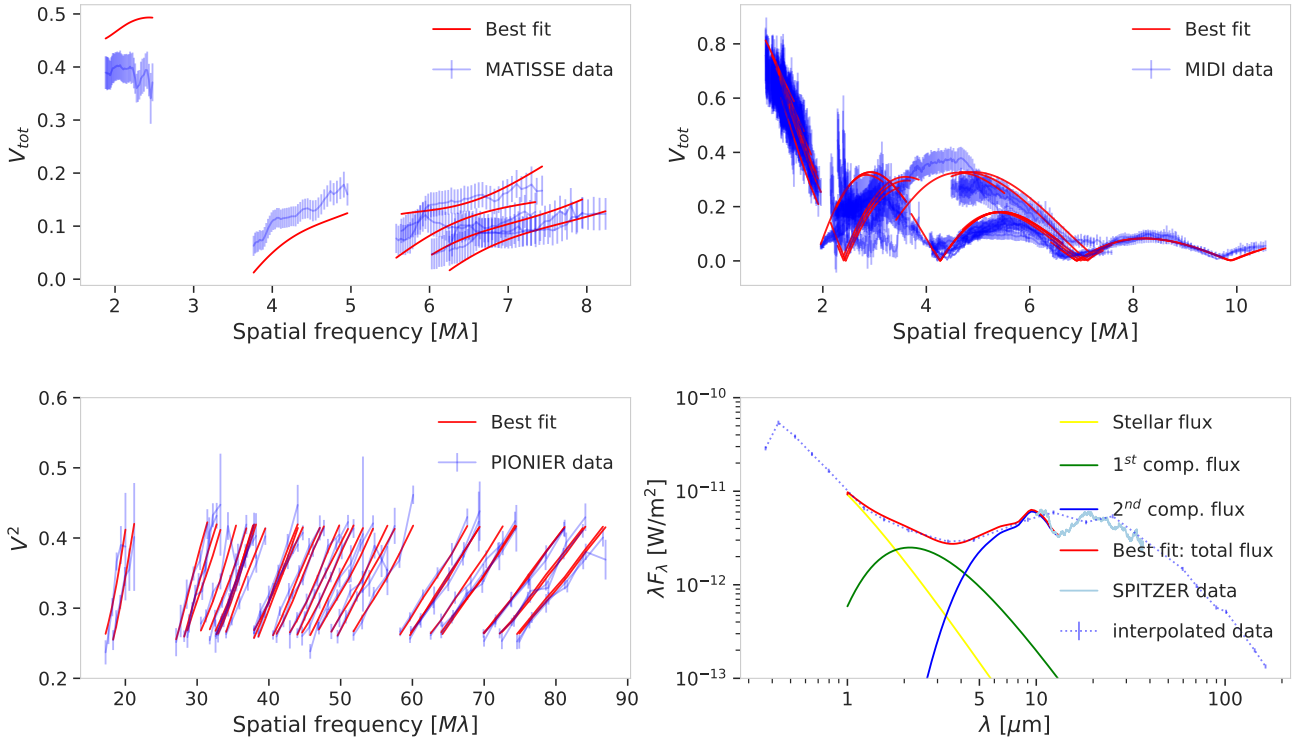 0.5
0.4
0.3
0.2
0.1
0.0
V_tot
2 3 4 5 6 7 8
Spatial frequency [Mλ]
Best fit
MATISSE data
0.8
0.6
0.4
0.2
0.0
V_tot
2 4 6 8 10
Spatial frequency [Mλ]
Best fit
MIDI data
0.6
0.5
0.4
0.3
0.2
V²
20 30 40 50 60 70 80 90
Spatial frequency [Mλ]
Best fit
PIONIER data
10⁻¹⁰
10⁻¹¹
10⁻¹²
10⁻¹³
λF_λ [W/m²]
1 5 10 100
λ [μm]
Stellar flux
1ˢᵗ comp. flux
2ⁿᵈ comp. flux
Best fit: total flux
SPITZER data
interpolated data